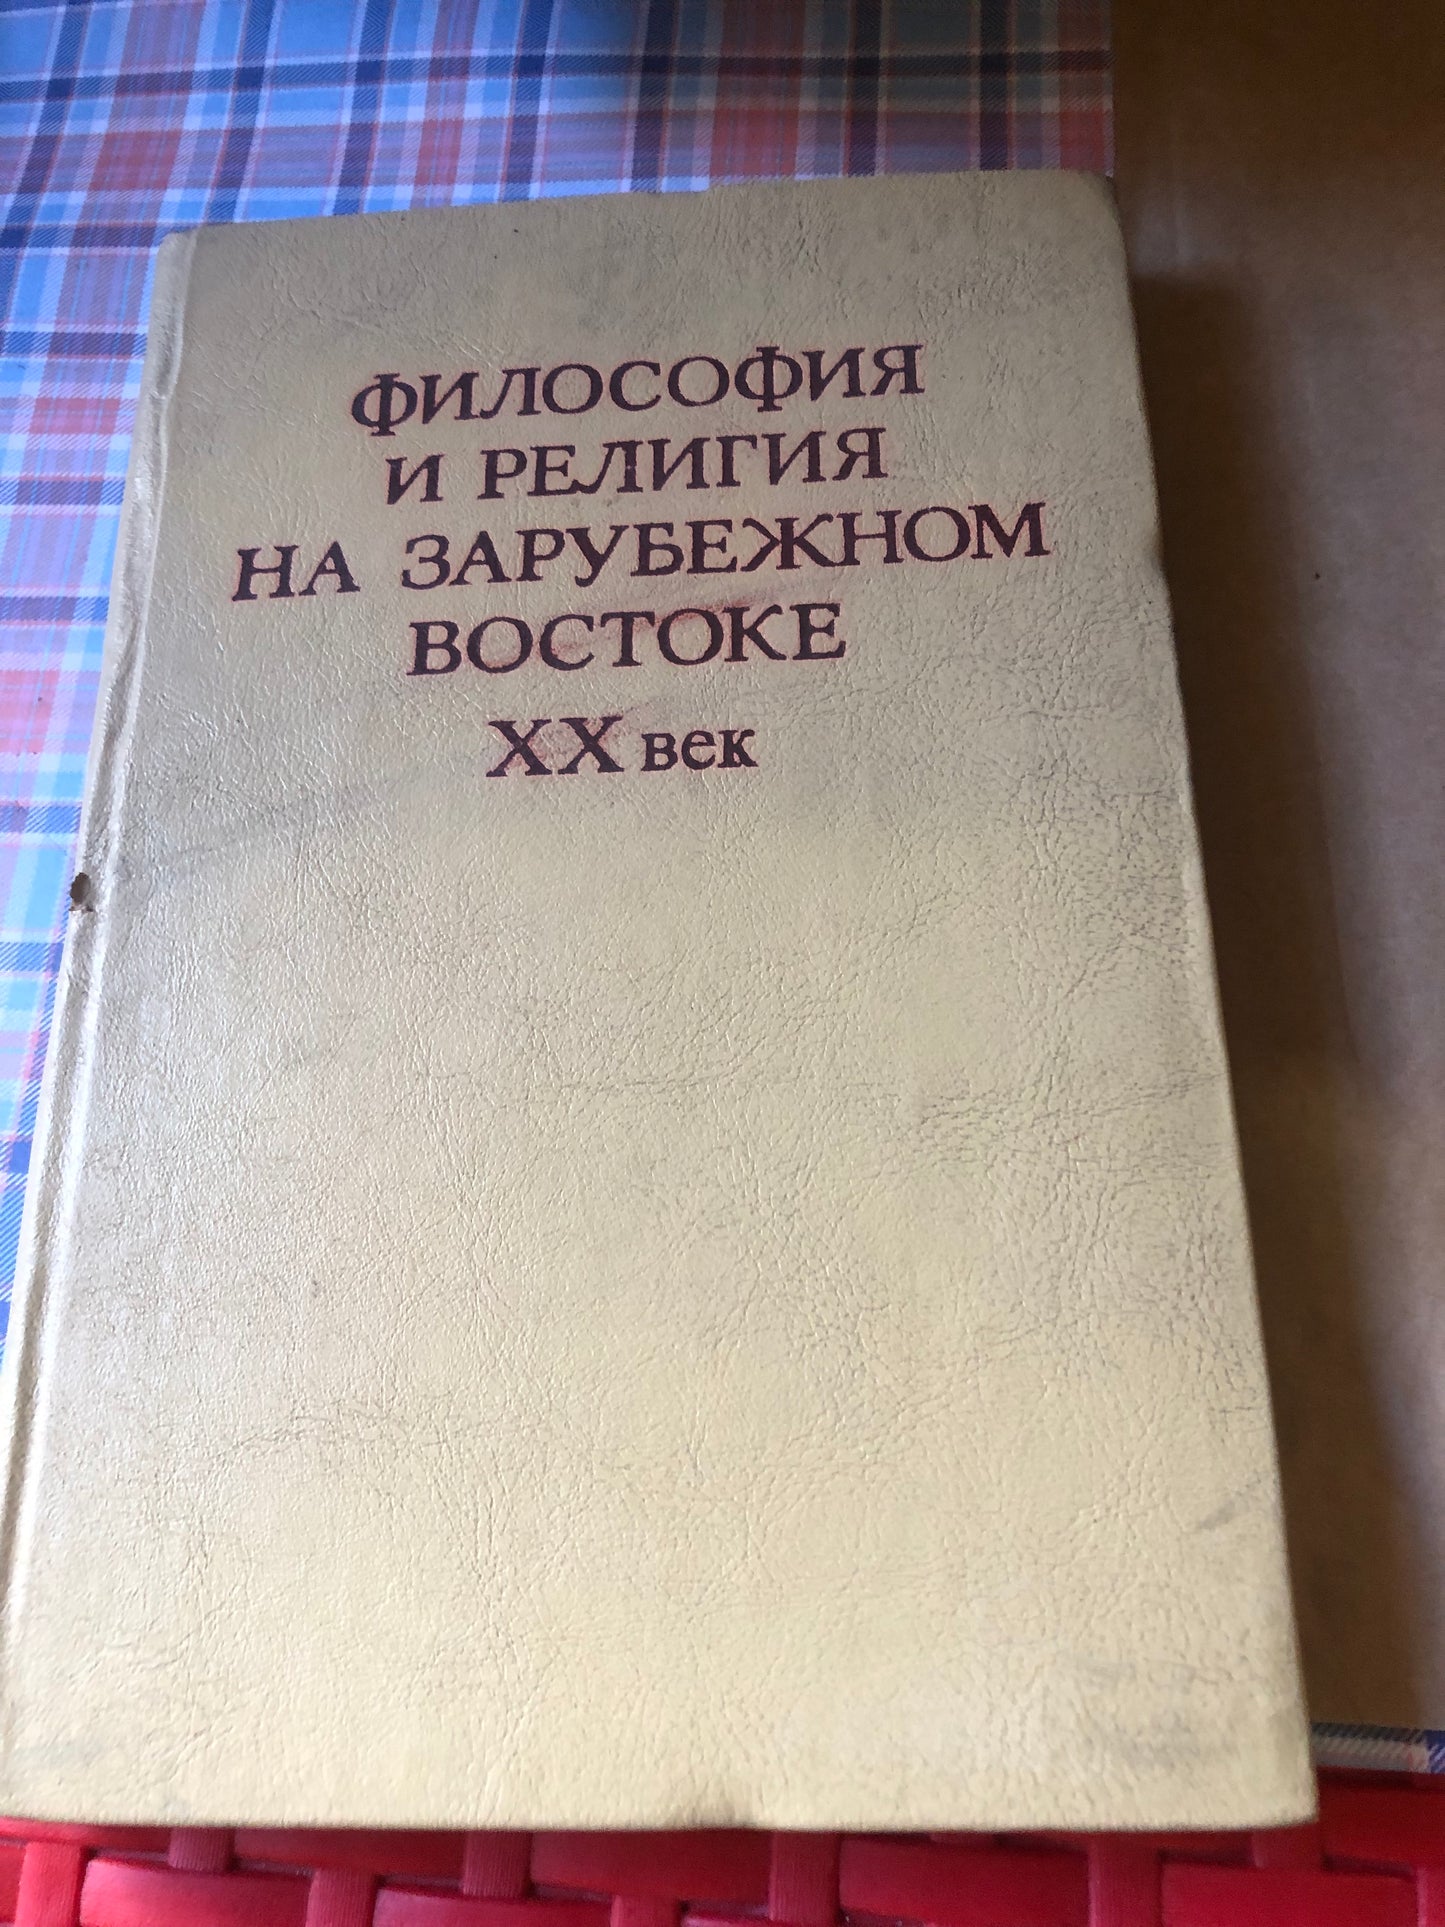 ФИЛОСОФИЯ
И РЕЛИГИЯ
НА ЗАРУБЕЖНОМ
ВОСТОКЕ
XX век